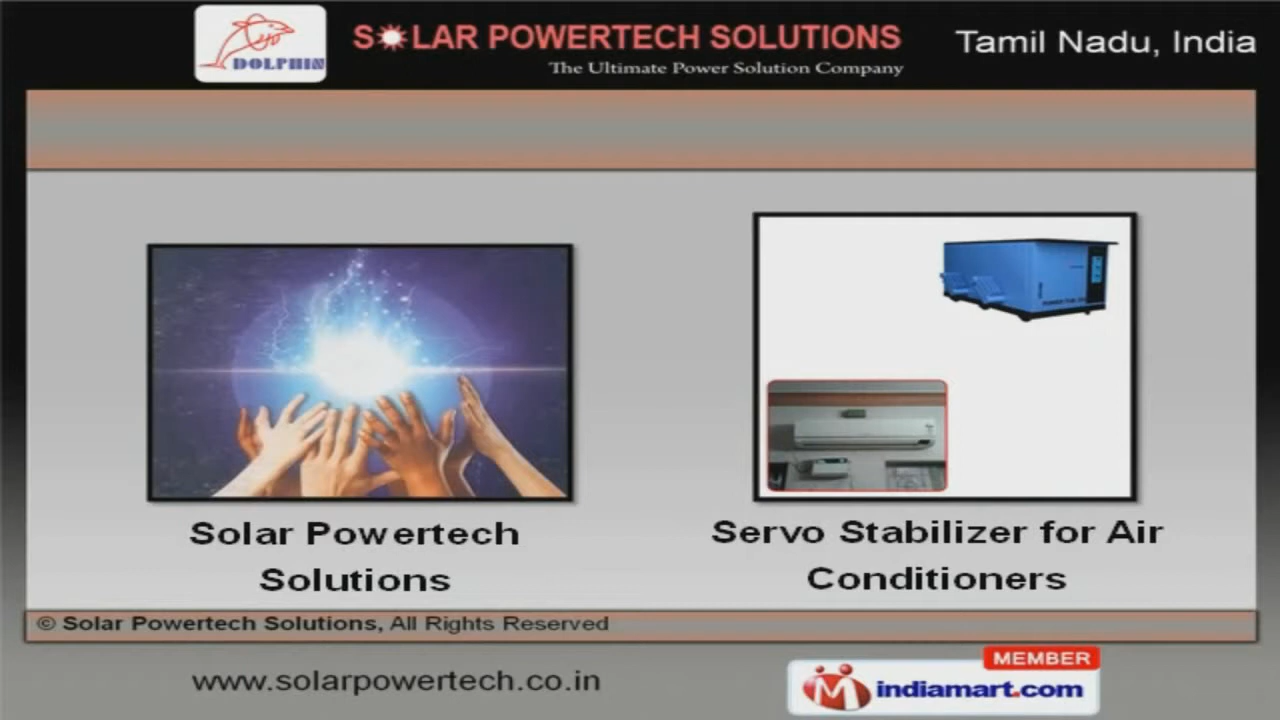 DOLPHIN
SOLAR POWERTECH SOLUTIONS
The Ultimate Power Solution Company
Tamil Nadu, India
Solar Powertech
Solutions
Servo Stabilizer for Air
Conditioners
© Solar Powertech Solutions, All Rights Reserved
www.solarpowertech.co.in
MEMBER
indiamart.com